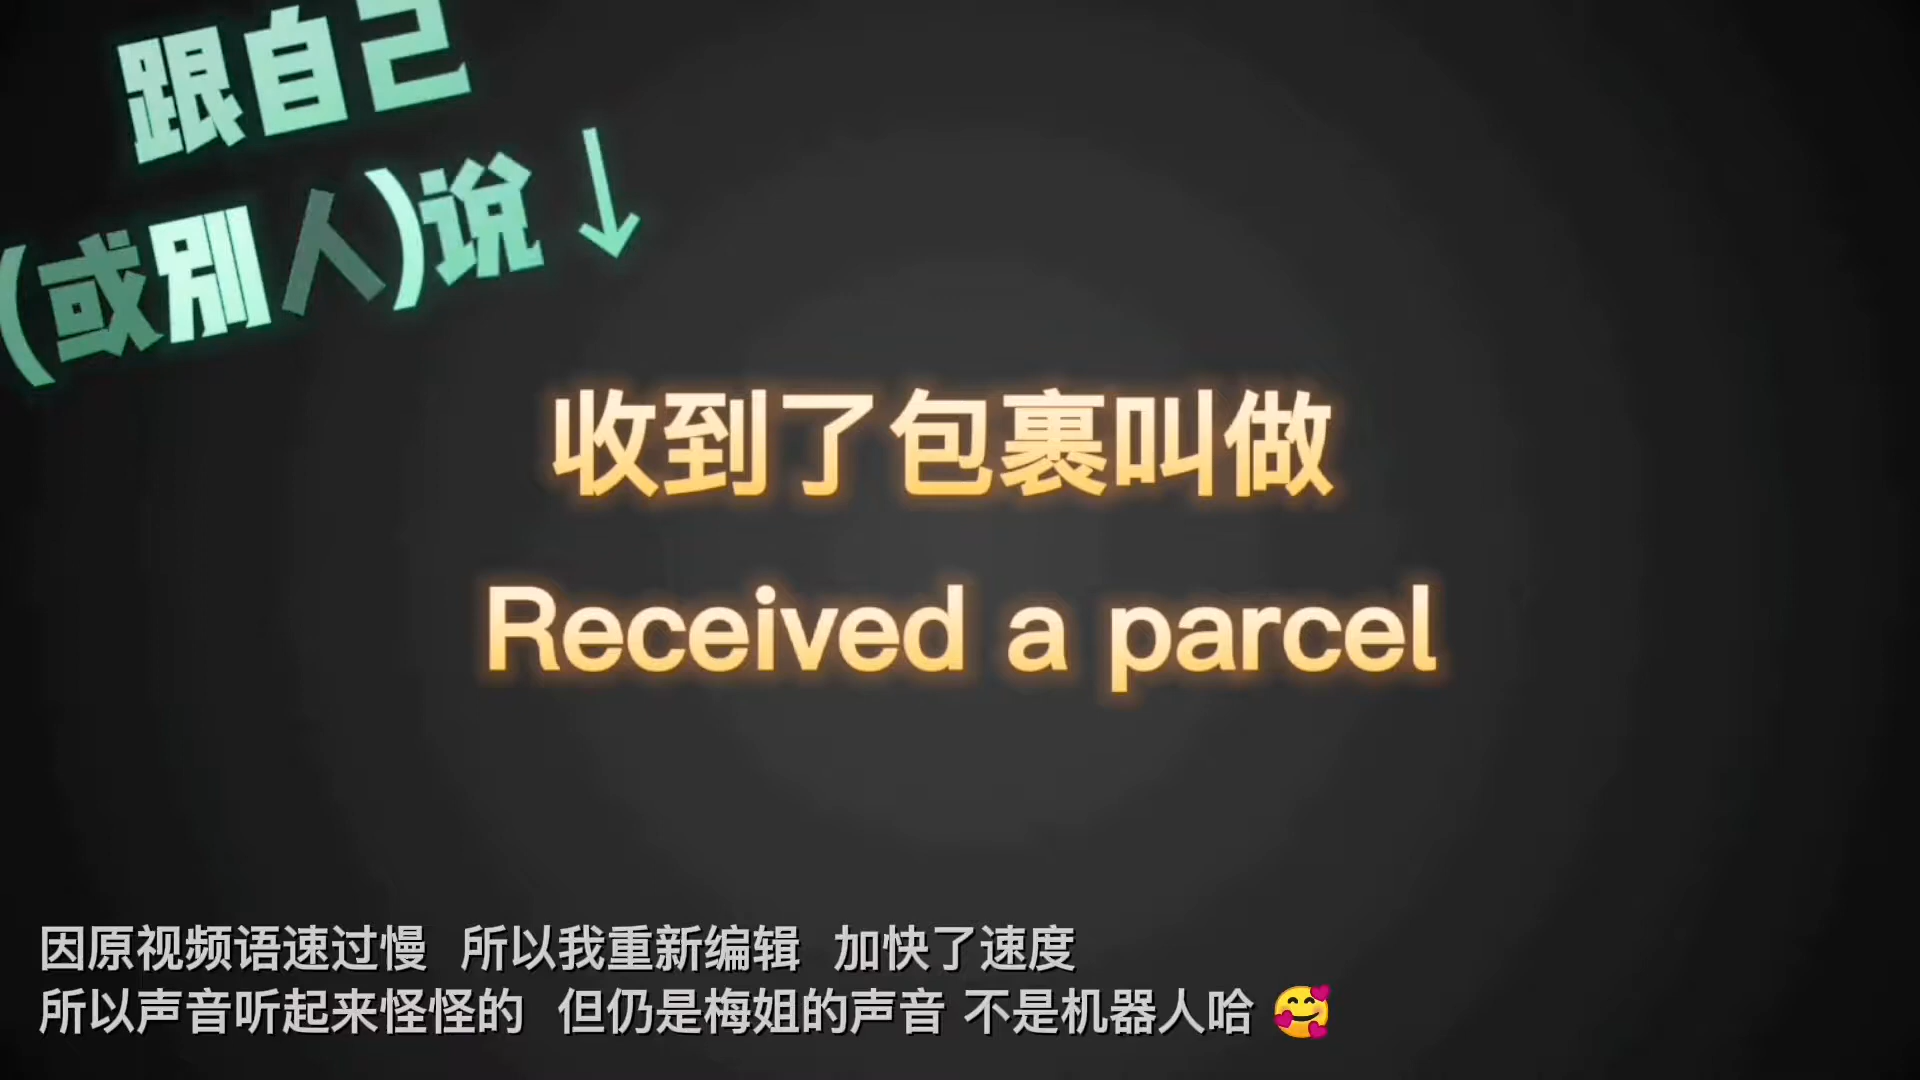 跟自己
(或别人)说↓
收到了包裹叫做
Received a parcel
因原视频语速过慢 所以我重新编辑 加快了速度
所以声音听起来怪怪的 但仍是梅姐的声音 不是机器人哈 🥰